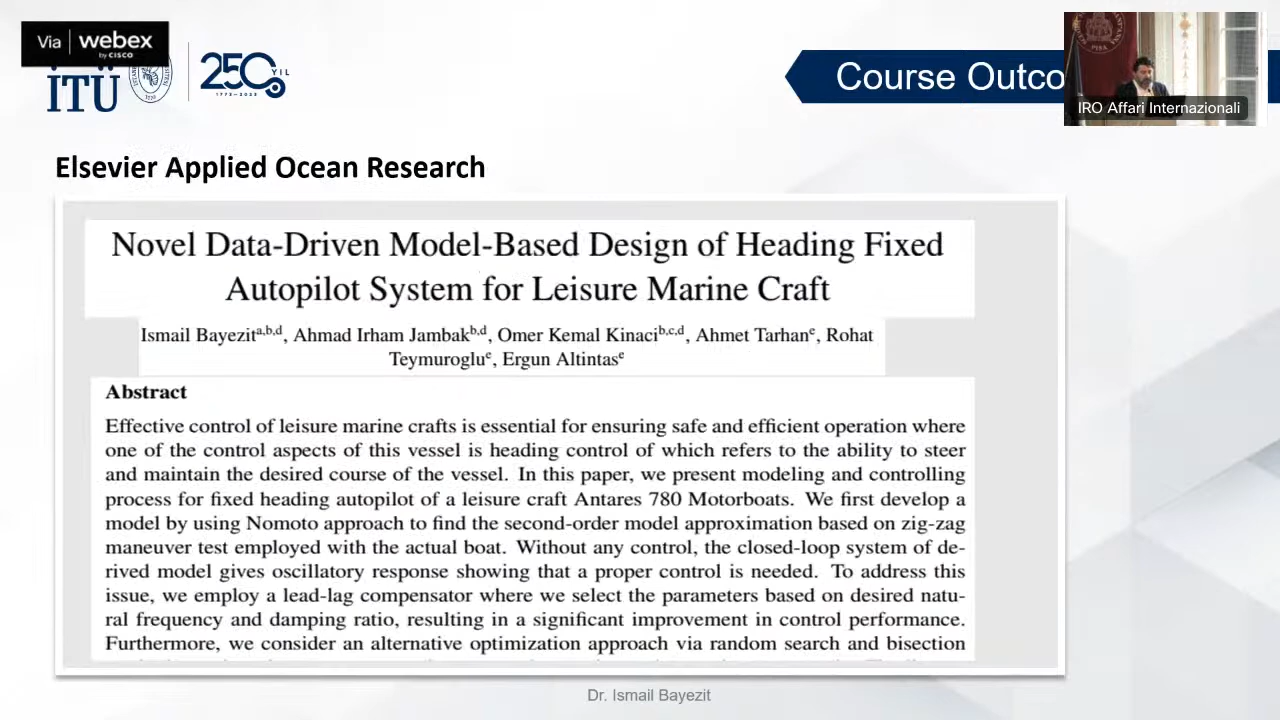 Via webex
by CISCO
İTÜ
250 YIL
1773-2023
Course Outco
IRO Affari Internazionali
Elsevier Applied Ocean Research
Novel Data-Driven Model-Based Design of Heading Fixed
Autopilot System for Leisure Marine Craft
Ismail Bayezitᵃ,ᵇ,ᵈ, Ahmad Irham Jambakᵇ,ᵈ, Omer Kemal Kinaciᵇ,ᶜ,ᵈ, Ahmet Tarhanᵉ, Rohat
Teymurogluᵉ, Ergun Altintasᵉ
Abstract
Effective control of leisure marine crafts is essential for ensuring safe and efficient operation where
one of the control aspects of this vessel is heading control of which refers to the ability to steer
and maintain the desired course of the vessel. In this paper, we present modeling and controlling
process for fixed heading autopilot of a leisure craft Antares 780 Motorboats. We first develop a
model by using Nomoto approach to find the second-order model approximation based on zig-zag
maneuver test employed with the actual boat. Without any control, the closed-loop system of de-
rived model gives oscillatory response showing that a proper control is needed. To address this
issue, we employ a lead-lag compensator where we select the parameters based on desired natu-
ral frequency and damping ratio, resulting in a significant improvement in control performance.
Furthermore, we consider an alternative optimization approach via random search and bisection
Dr. Ismail Bayezit